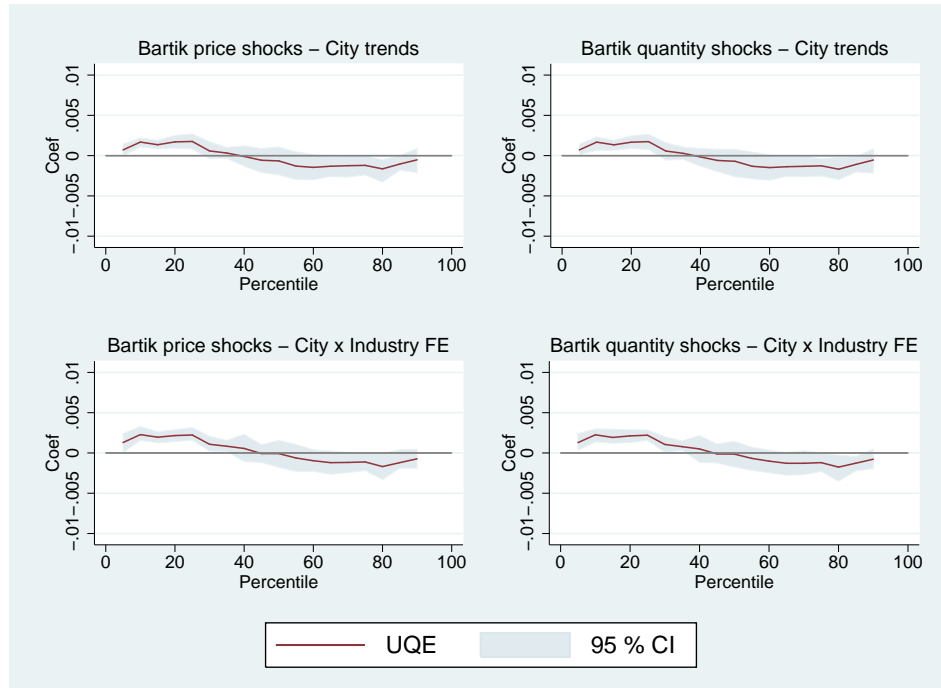 Bartik price shocks – City trends
Coef
.01
.005
0
−.005
−.01
0 20 40 60 80 100
Percentile
Bartik quantity shocks – City trends
Coef
.01
.005
0
−.005
−.01
0 20 40 60 80 100
Percentile
Bartik price shocks – City x Industry FE
Coef
.01
.005
0
−.005
−.01
0 20 40 60 80 100
Percentile
Bartik quantity shocks – City x Industry FE
Coef
.01
.005
0
−.005
−.01
0 20 40 60 80 100
Percentile
UQE 95 % CI